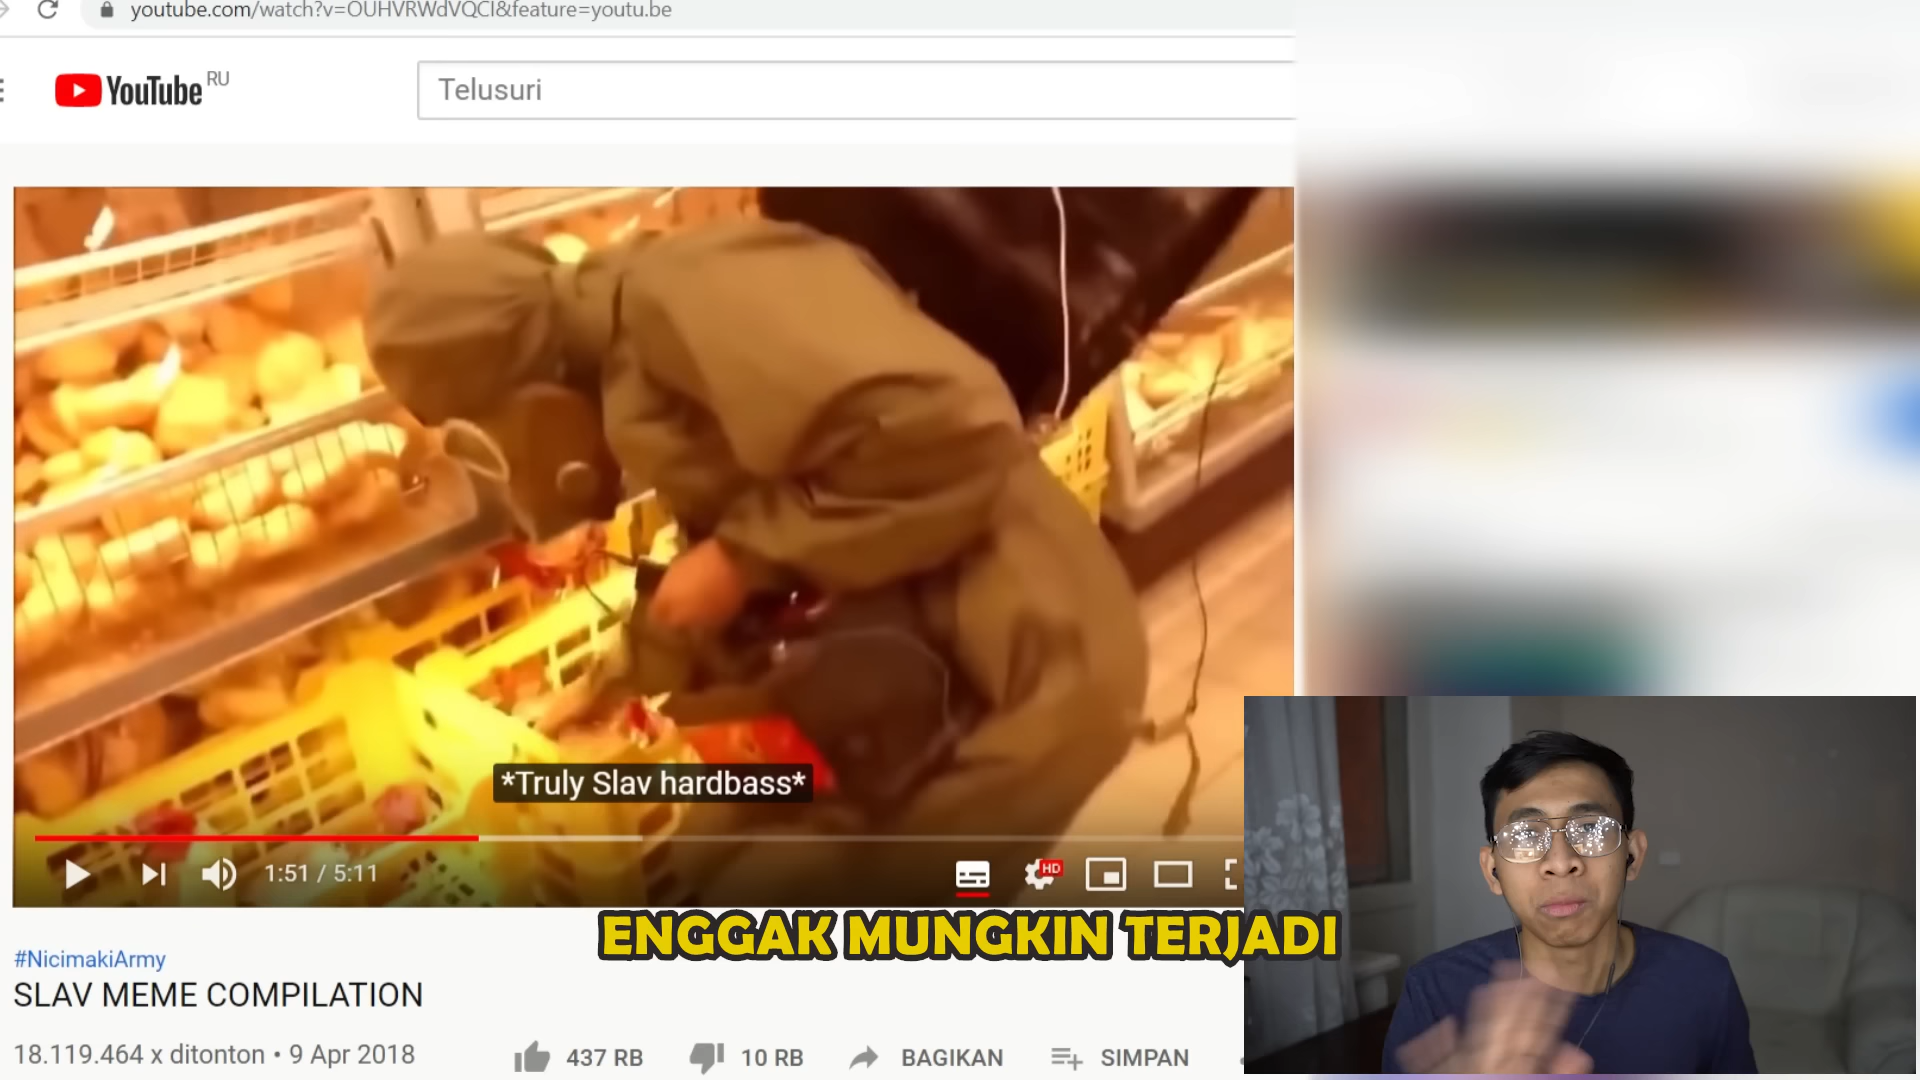 youtube.com/watch?v=OUHVRWdVQCI&feature=youtu.be
YouTube RU
Telusuri
*Truly Slav hardbass*
1:51 / 5:11
HD
ENGGAK MUNGKIN TERJADI
#NicimakiArmy
SLAV MEME COMPILATION
18.119.464 x ditonton • 9 Apr 2018
437 RB
10 RB
BAGIKAN
SIMPAN